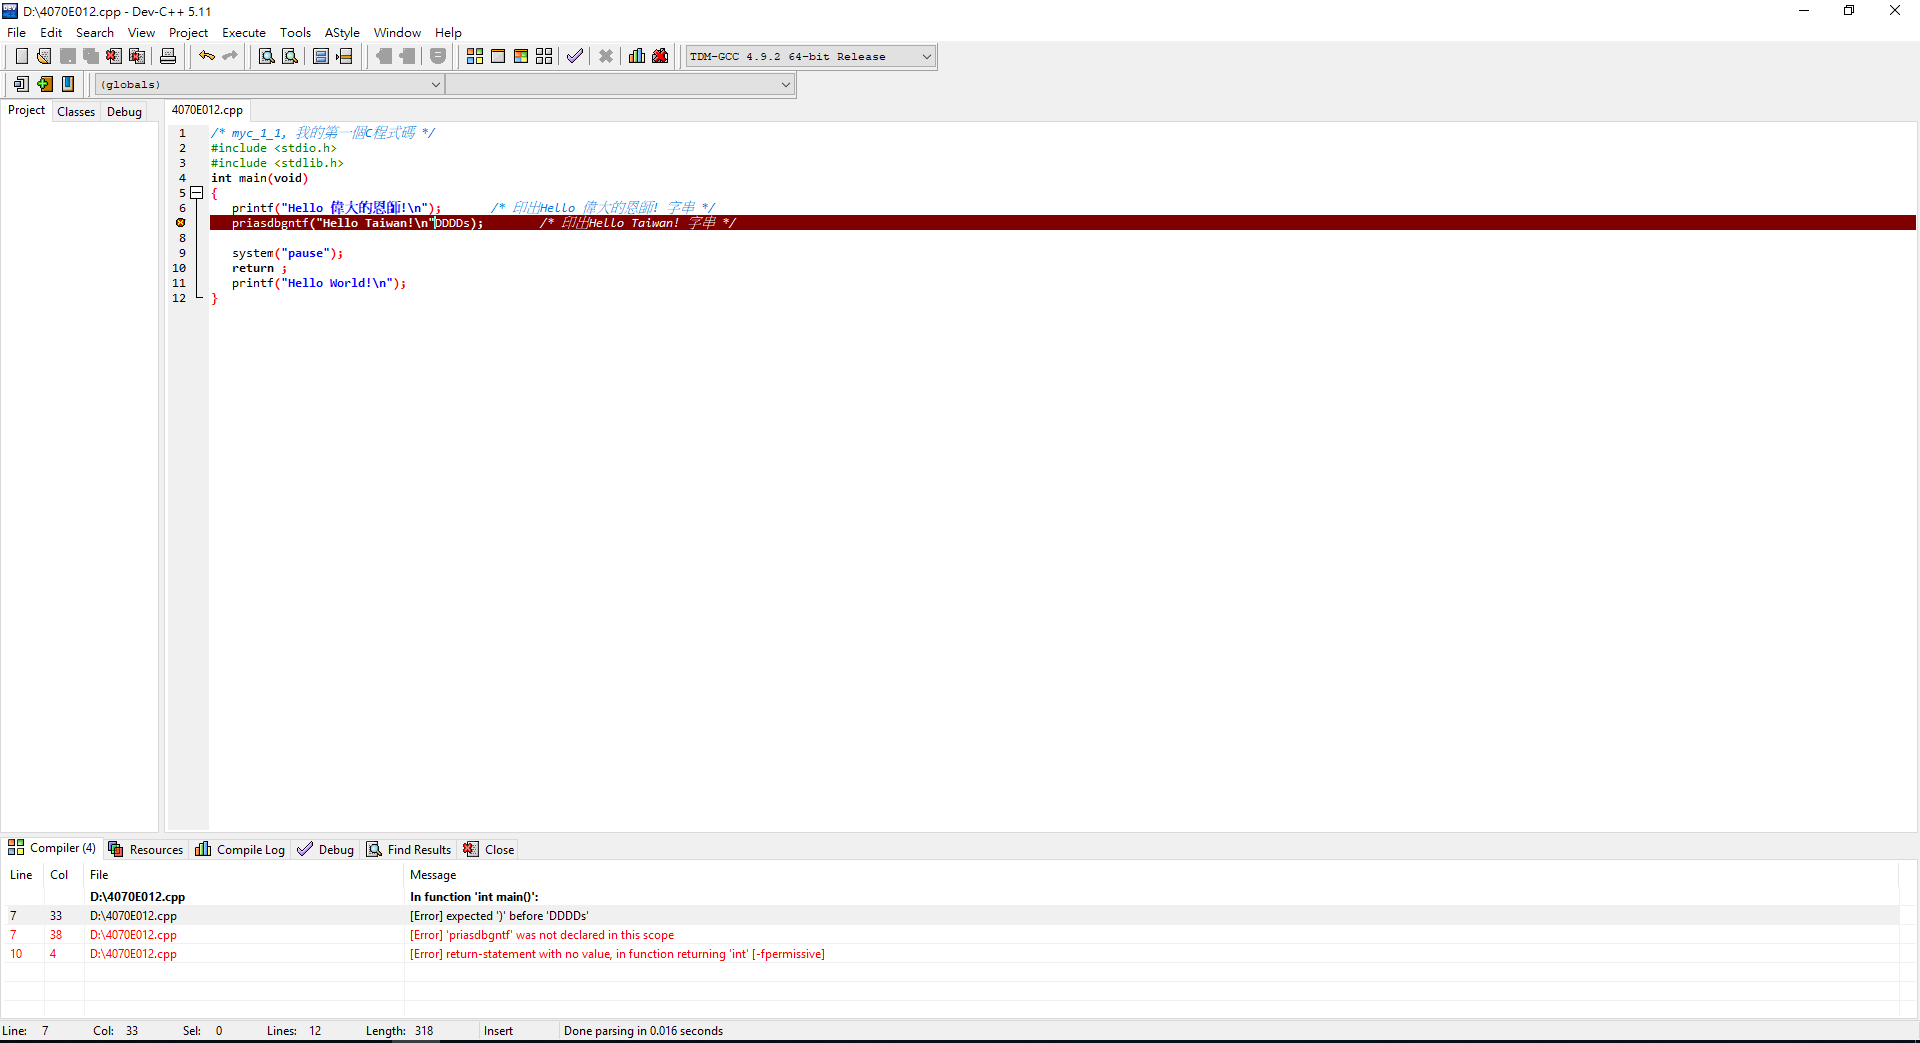 D:\4070E012.cpp - Dev-C++ 5.11
File Edit Search View Project Execute Tools AStyle Window Help
TDM-GCC 4.9.2 64-bit Release
(globals)
Project Classes Debug 4070E012.cpp
1 /* myc_1_1, 我的第一個C程式碼 */
2 #include <stdio.h>
3 #include <stdlib.h>
4 int main(void)
5 {
6 printf("Hello 偉大的恩師!\n"); /* 印出Hello 偉大的恩師! 字串 */
priasdbgntf("Hello Taiwan!\n"DDDDs); /* 印出Hello Taiwan! 字串 */
8
9 system("pause");
10 return ;
11 printf("Hello World!\n");
12 }
Compiler (4) Resources Compile Log Debug Find Results Close
Line Col File Message
D:\4070E012.cpp In function 'int main()':
7 33 D:\4070E012.cpp [Error] expected ')' before 'DDDDs'
7 38 D:\4070E012.cpp [Error] 'priasdbgntf' was not declared in this scope
10 4 D:\4070E012.cpp [Error] return-statement with no value, in function returning 'int' [-fpermissive]
Line: 7 Col: 33 Sel: 0 Lines: 12 Length: 318 Insert Done parsing in 0.016 seconds